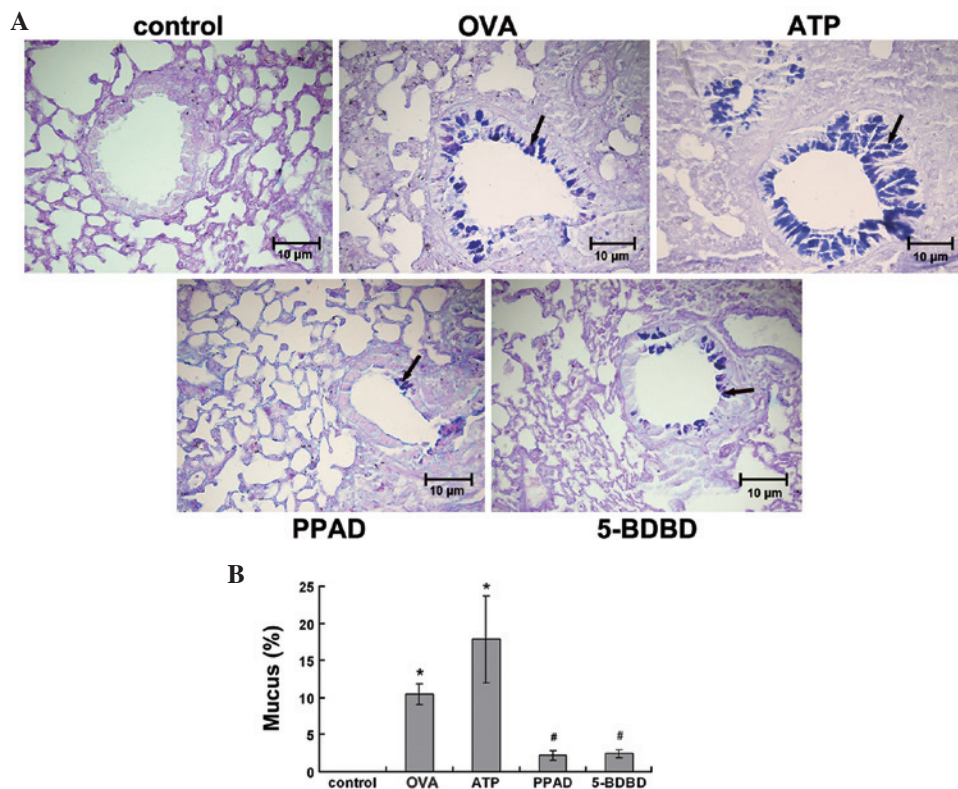 A
control OVA ATP
10 µm 10 µm 10 µm
10 µm 10 µm
PPAD 5-BDBD
B
25
20
15
10
5
0
Mucus (%)
* * # #
control OVA ATP PPAD 5-BDBD